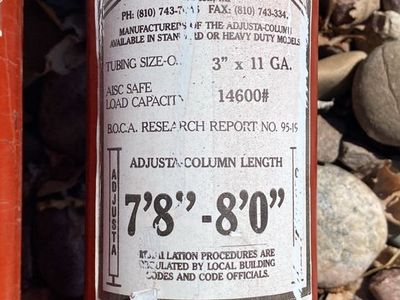 PH: (810) 743- FAX: (810) 743-334
MANUFACTURERS OF THE ADJUSTA-COLUMN
AVAILABLE IN STANDARD OR HEAVY DUTY MODELS
TUBING SIZE-O. 3" x 11 GA.
AISC SAFE
LOAD CAPACITY 14600#
B.O.C.A. RESEARCH REPORT NO. 95-19
ADJUSTA-COLUMN LENGTH
ADJUSTA
7'8"-8'0"
INSTALLATION PROCEDURES ARE
REGULATED BY LOCAL BUILDING
CODES AND CODE OFFICIALS.